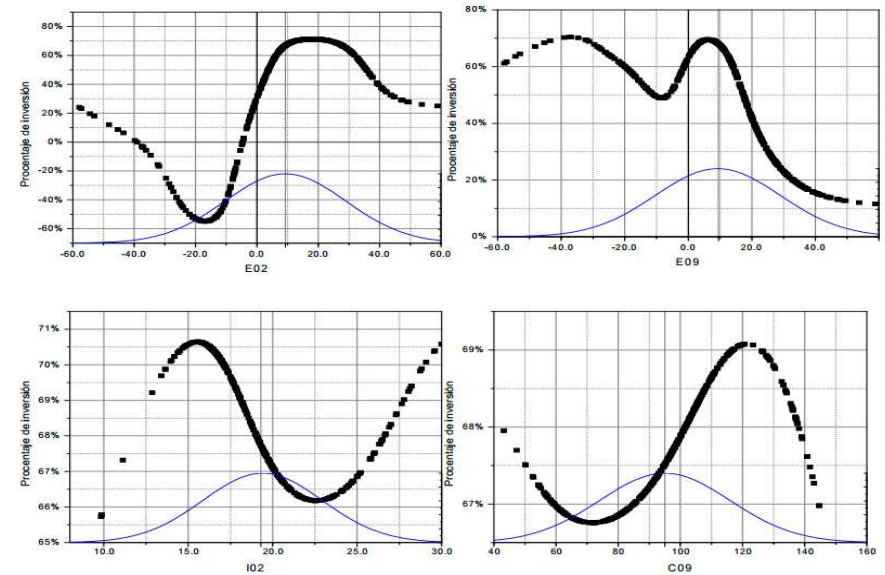 80%
60%
40%
20%
0%
-20%
-40%
-60%
Procentaje de inversión
-60.0 -40.0 -20.0 0.0 20.0 40.0 60.0
E02
80%
60%
40%
20%
0%
Procentaje de inversión
-60.0 -40.0 -20.0 0.0 20.0 40.0
E09
71%
70%
69%
68%
67%
66%
65%
Porcentaje de inversión
10.0 15.0 20.0 25.0 30.0
I02
69%
68%
67%
Porcentaje de inversión
40 60 80 100 120 140 160
C09